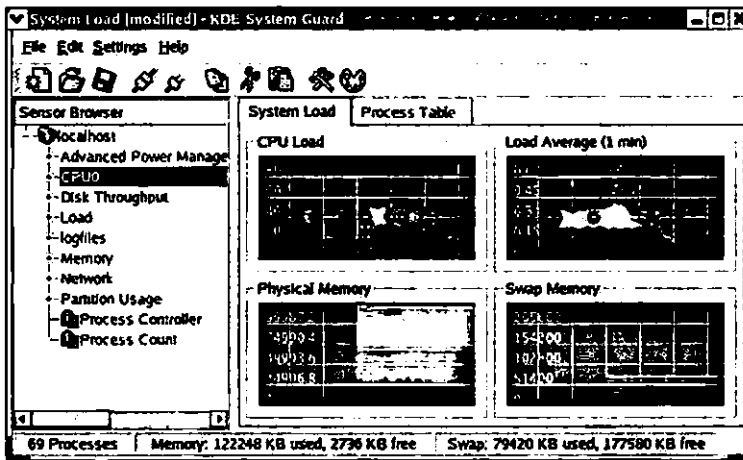 System Load [modified] - KDE System Guard
File Edit Settings Help
Sensor Browser
System Load
Process Table
localhost
Advanced Power Manage
CPU0
Disk Throughput
Load
logfiles
Memory
Network
Partition Usage
Process Controller
Process Count
CPU Load
Load Average (1 min)
Physical Memory
Swap Memory
69 Processes
Memory: 122248 KB used, 2736 KB free
Swap: 79420 KB used, 177580 KB free